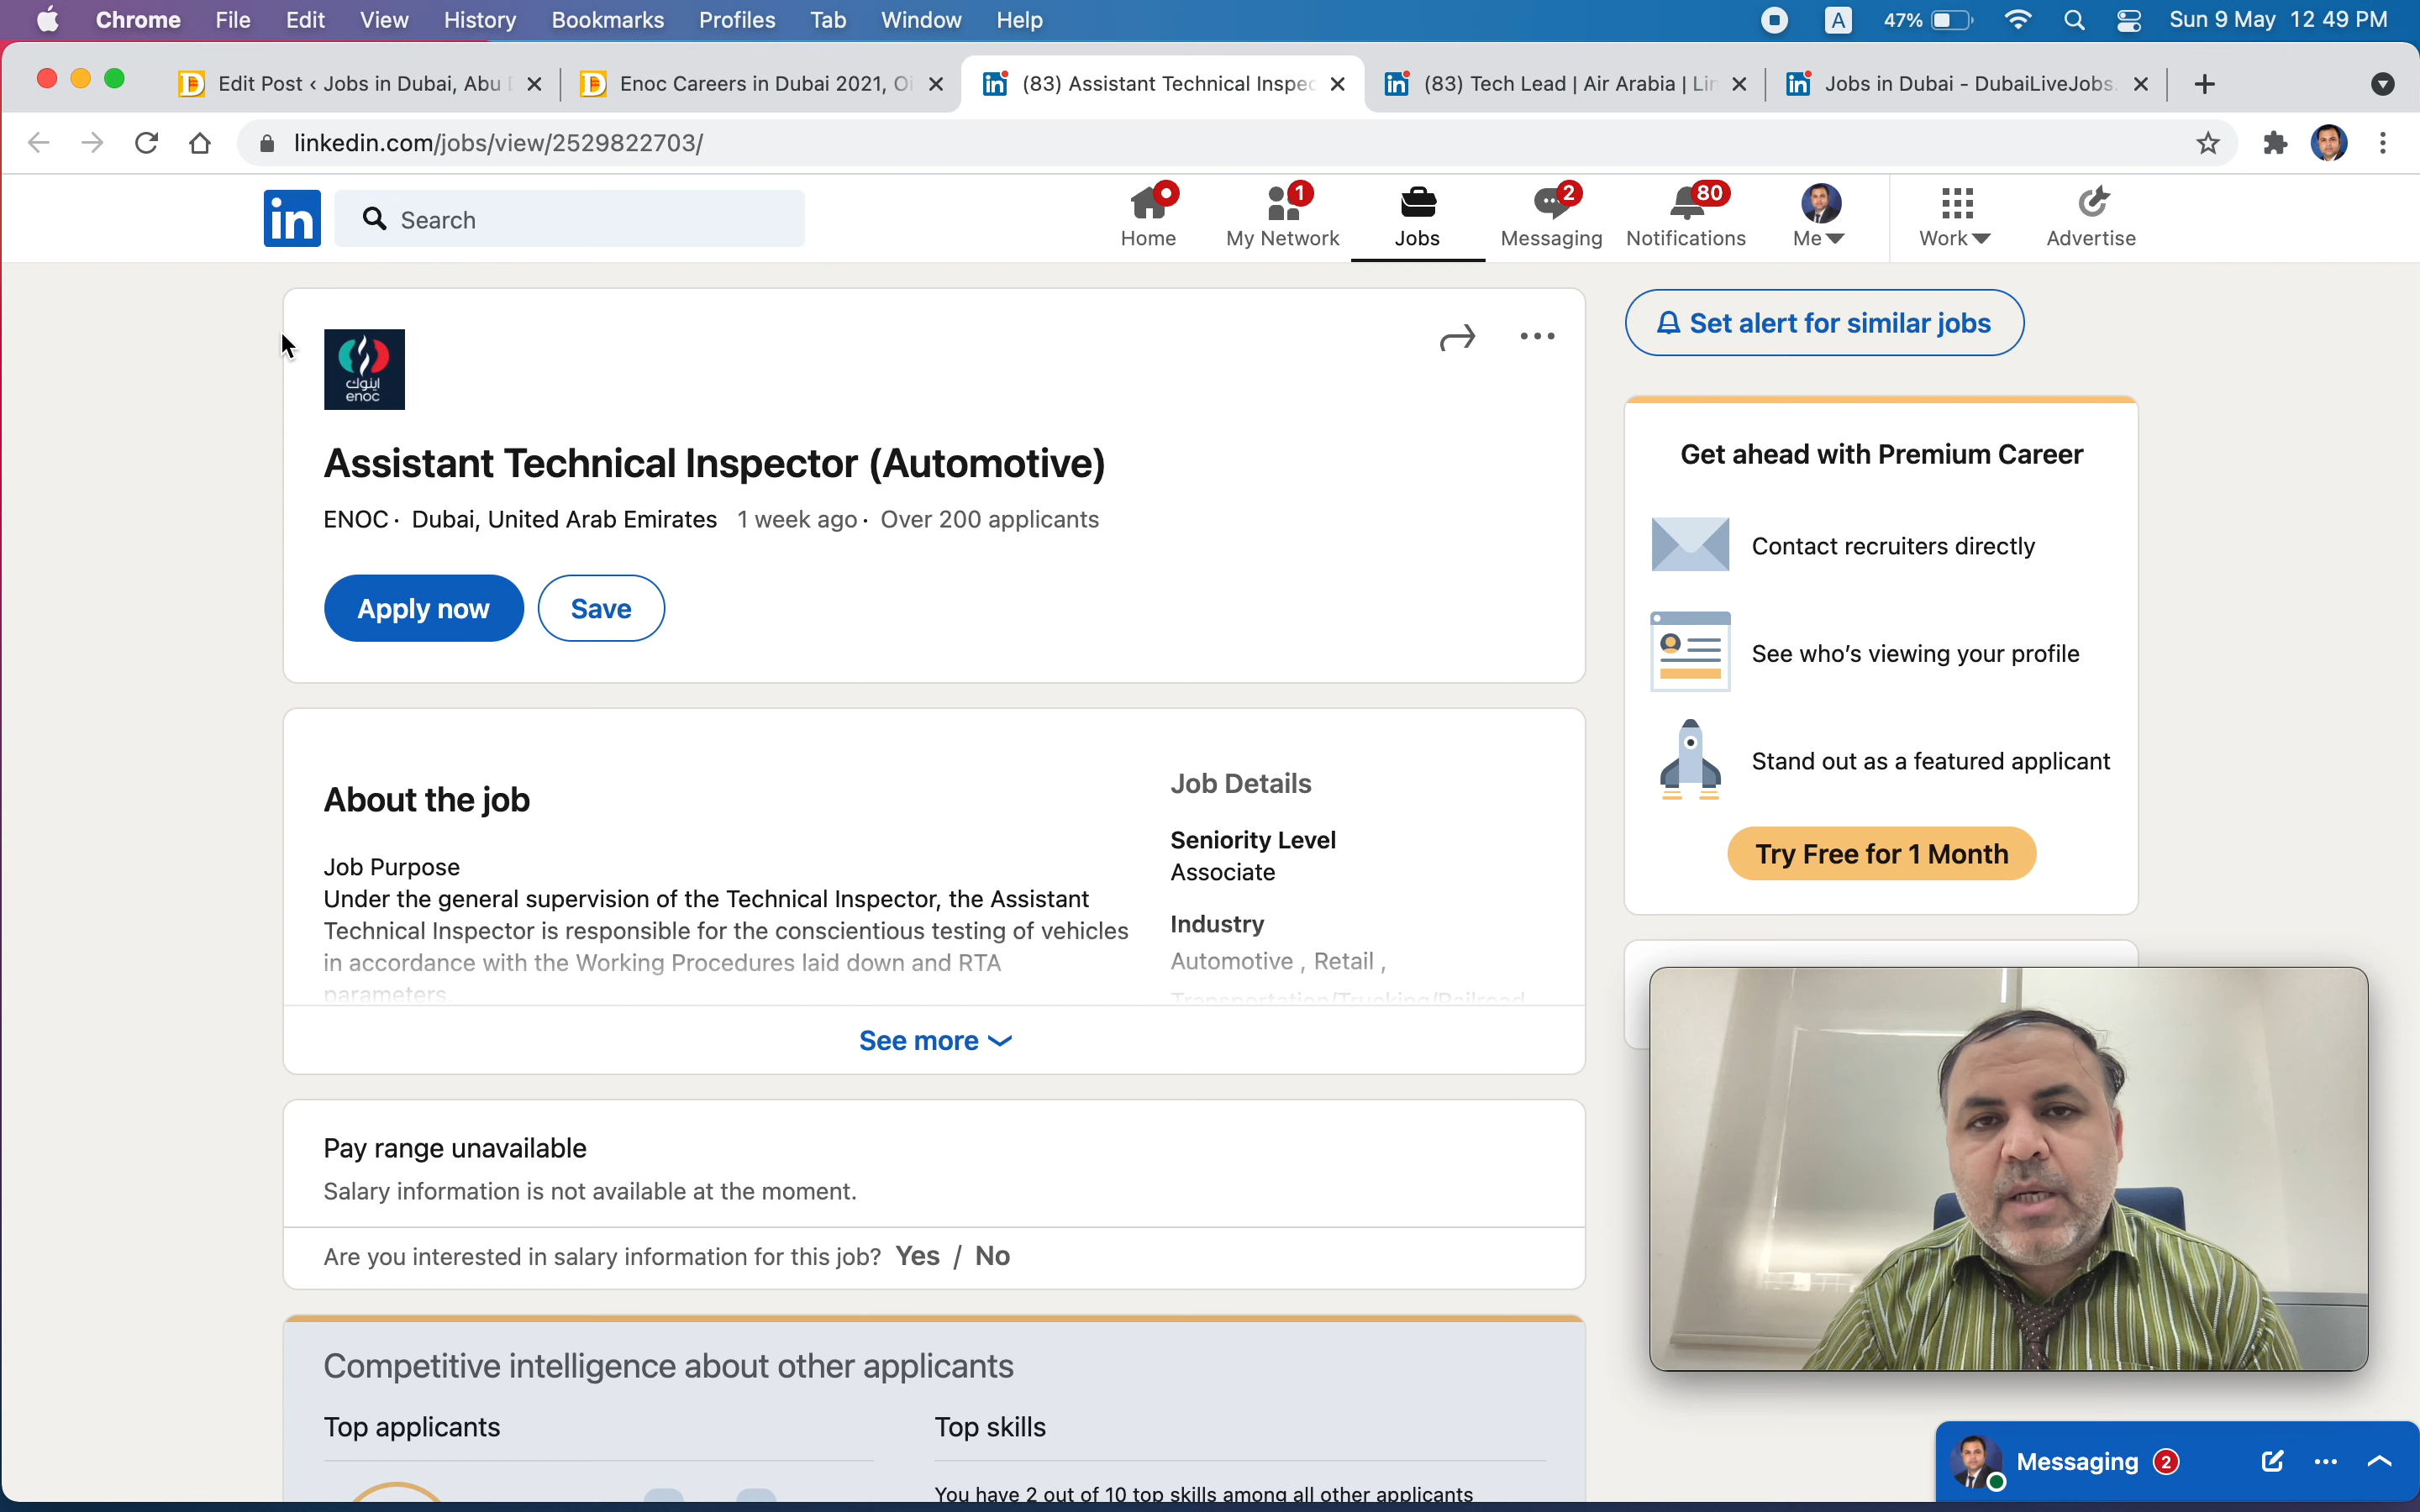 Chrome File Edit View History Bookmarks Profiles Tab Window Help
A 47% Sun 9 May 12 49 PM
Edit Post ‹ Jobs in Dubai, Abu
Enoc Careers in Dubai 2021, Oi
(83) Assistant Technical Inspec
(83) Tech Lead | Air Arabia | Lin
Jobs in Dubai - DubaiLiveJobs.
linkedin.com/jobs/view/2529822703/
in Search
1 2 80
Home My Network Jobs Messaging Notifications Me Work Advertise
اينوك
enoc
Assistant Technical Inspector (Automotive)
ENOC · Dubai, United Arab Emirates 1 week ago · Over 200 applicants
Apply now Save
About the job
Job Purpose
Under the general supervision of the Technical Inspector, the Assistant
Technical Inspector is responsible for the conscientious testing of vehicles
in accordance with the Working Procedures laid down and RTA
parameters.
Job Details
Seniority Level
Associate
Industry
Automotive , Retail ,
Transportation/Trucking/Railroad
See more
Pay range unavailable
Salary information is not available at the moment.
Are you interested in salary information for this job? Yes / No
Competitive intelligence about other applicants
Top applicants
Top skills
You have 2 out of 10 top skills among all other applicants
Set alert for similar jobs
Get ahead with Premium Career
Contact recruiters directly
See who's viewing your profile
Stand out as a featured applicant
Try Free for 1 Month
Messaging 2